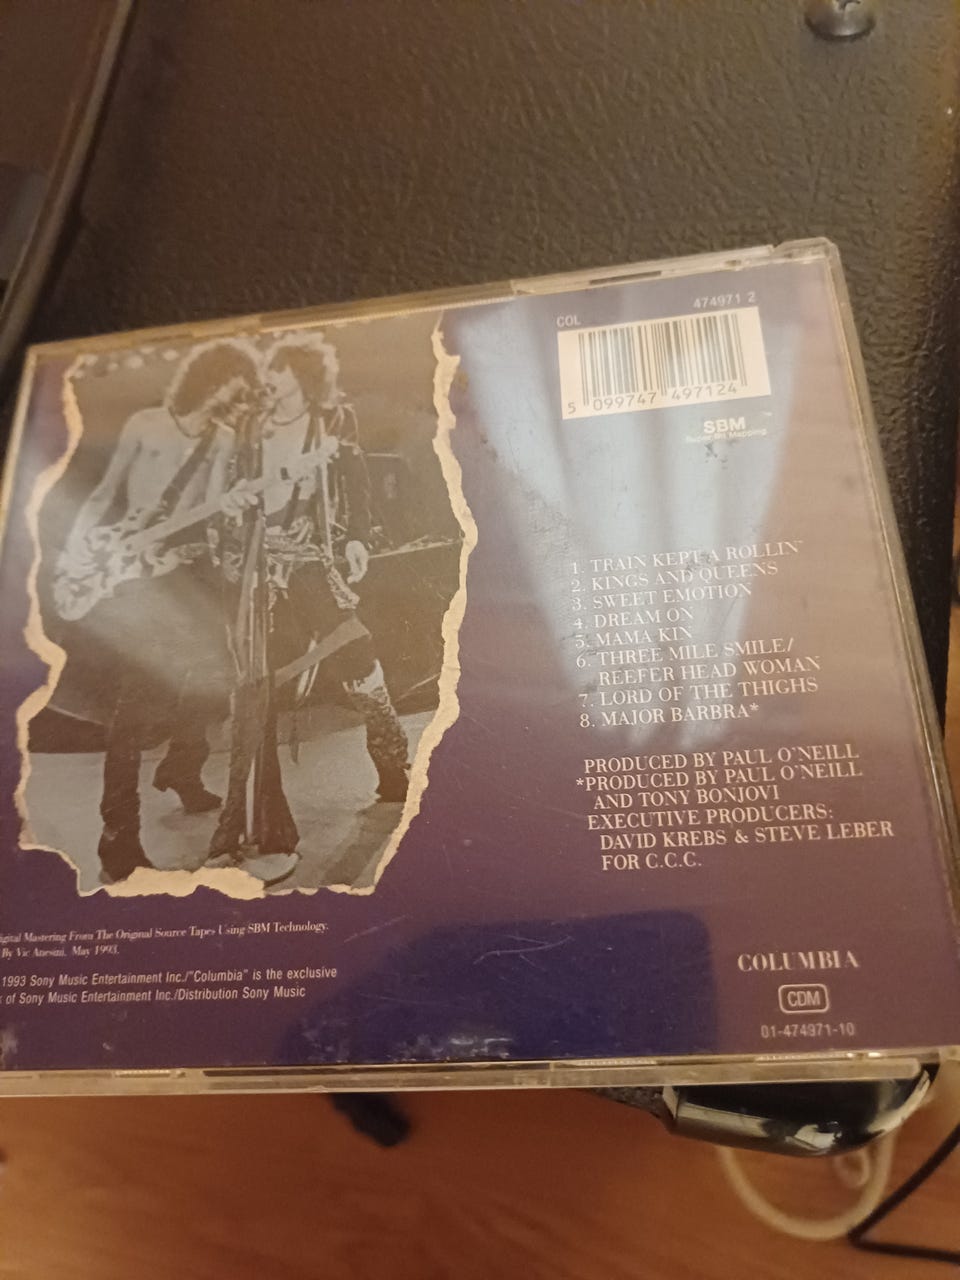 COL 474971 2
5 099747 497124
SBM
Super Bit Mapping
1. TRAIN KEPT A ROLLIN'
2. KINGS AND QUEENS
3. SWEET EMOTION
4. DREAM ON
5. MAMA KIN
6. THREE MILE SMILE/
REEFER HEAD WOMAN
7. LORD OF THE THIGHS
8. MAJOR BARBRA*
PRODUCED BY PAUL O'NEILL
*PRODUCED BY PAUL O'NEILL
AND TONY BONJOVI
EXECUTIVE PRODUCERS:
DAVID KREBS & STEVE LEBER
FOR C.C.C.
Mastering From The Original Source Tapes Using SBM Technology.
By Vic Anesini, May 1993.
1993 Sony Music Entertainment Inc./"Columbia" is the exclusive
of Sony Music Entertainment Inc./Distribution Sony Music
COLUMBIA
CDM
01-474971-10